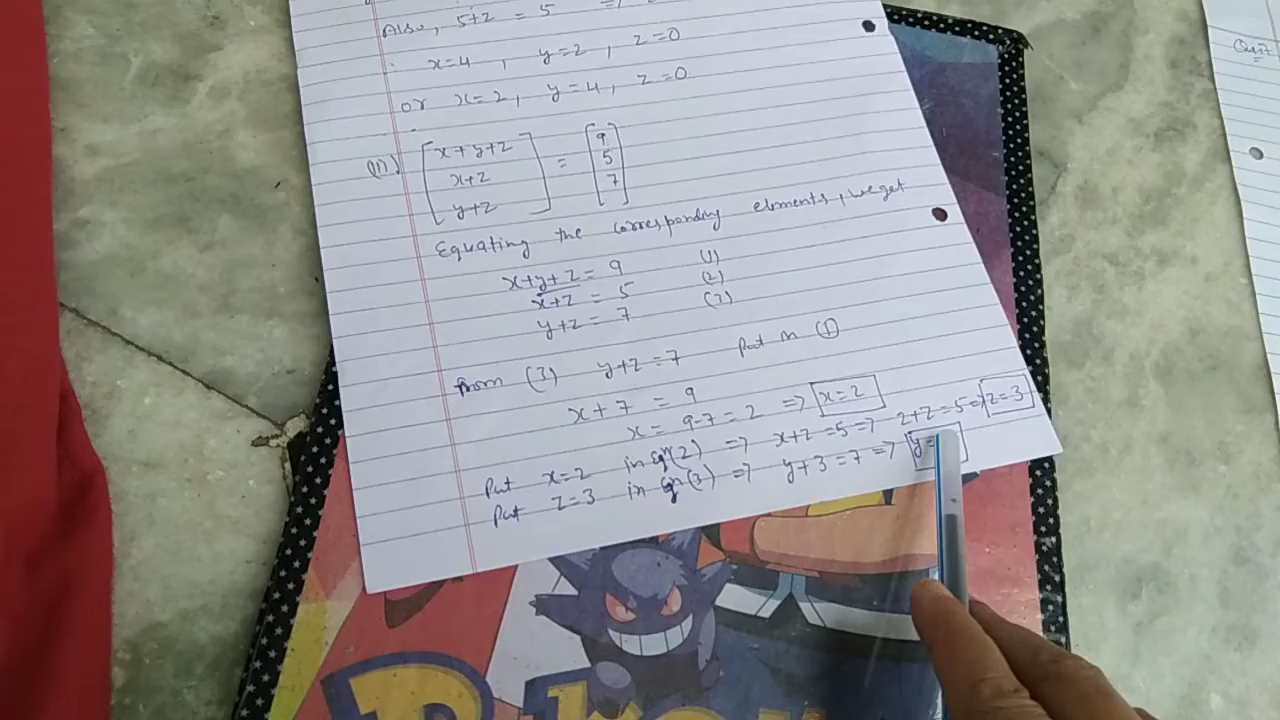 Also, 5+z = 5 ⇒
∴ x=4, y=2, z=0
or x=2, y=4, z=0
[x+y+z] = [9]
[x+z] [5]
[y+z] [7]
Equating the corresponding elements, we get
x+y+z = 9 (1)
x+z = 5 (2)
y+z = 7 (3)
from (3) y+z=7 Put in (1)
x+7 = 9
x = 9-7 = 2 ⇒ x=2
Put x=2 in eqn(2) ⇒ x+z=5 ⇒ 2+z=5 ⇒ z=3
Put z=3 in eqn(3) ⇒ y+3=7 ⇒ y=